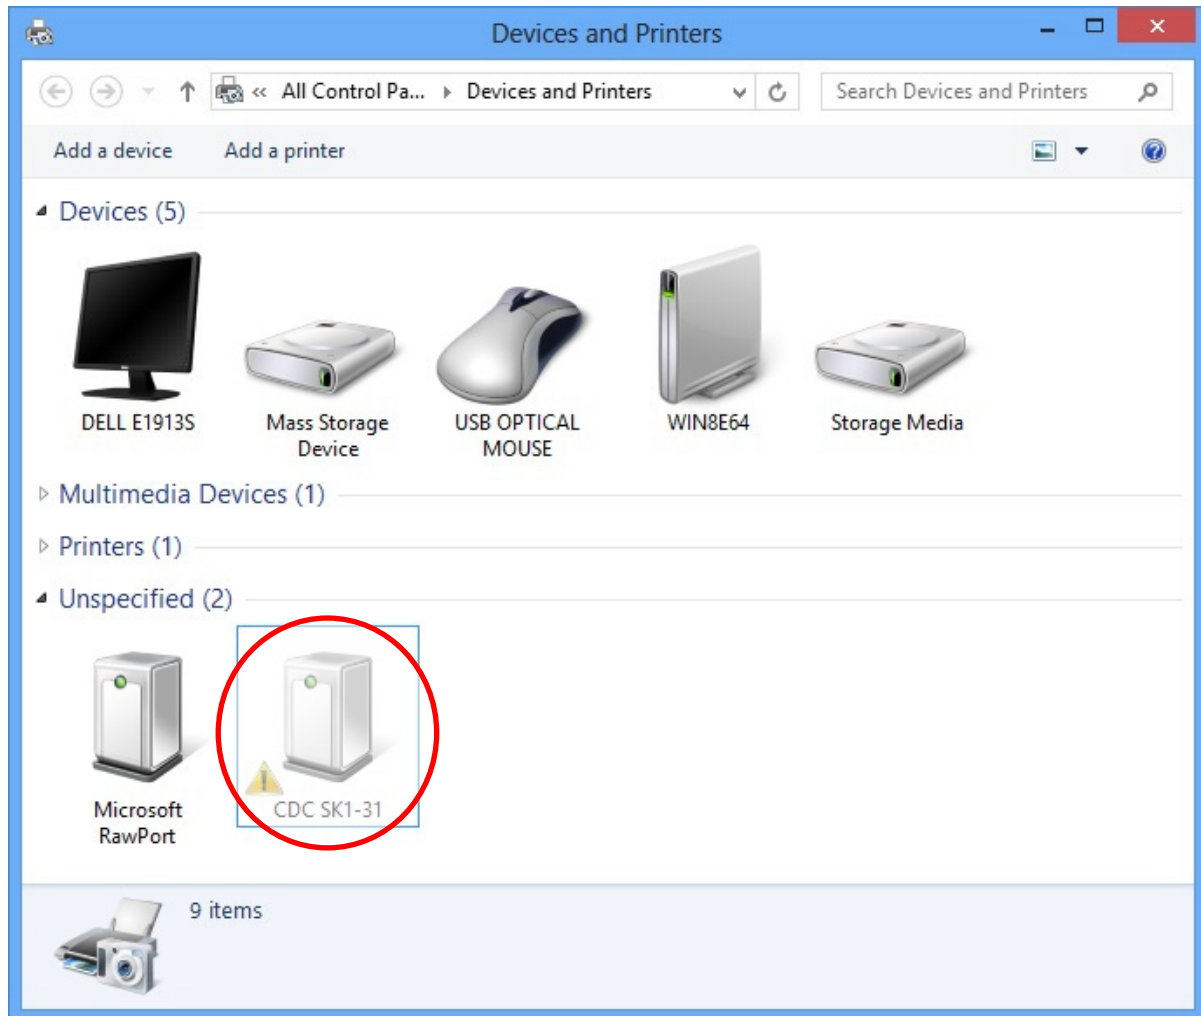 Devices and Printers
« All Control Pa... Devices and Printers
Search Devices and Printers
Add a device Add a printer
Devices (5)
DELL E1913S
Mass Storage
Device
USB OPTICAL
MOUSE
WIN8E64
Storage Media
Multimedia Devices (1)
Printers (1)
Unspecified (2)
Microsoft
RawPort
CDC SK1-31
9 items